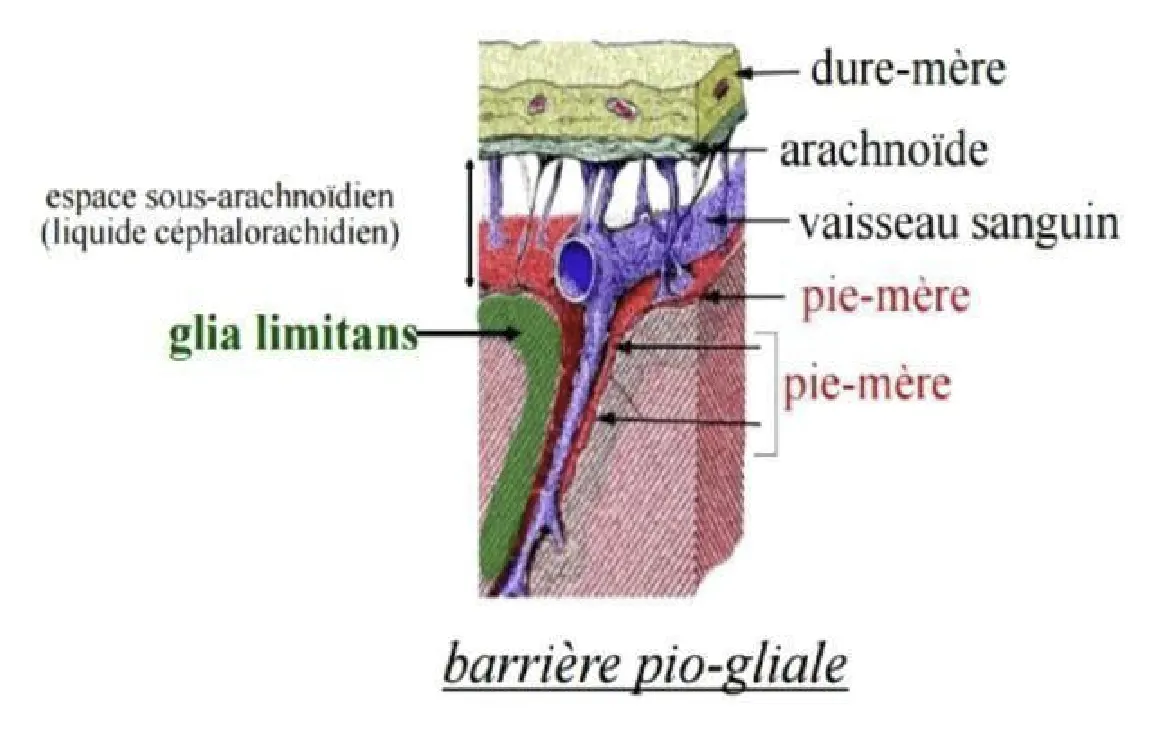 dure-mère
arachnoïde
espace sous-arachnoïdien
(liquide céphalorachidien)
vaisseau sanguin
pie-mère
glia limitans
pie-mère
barrière pio-gliale